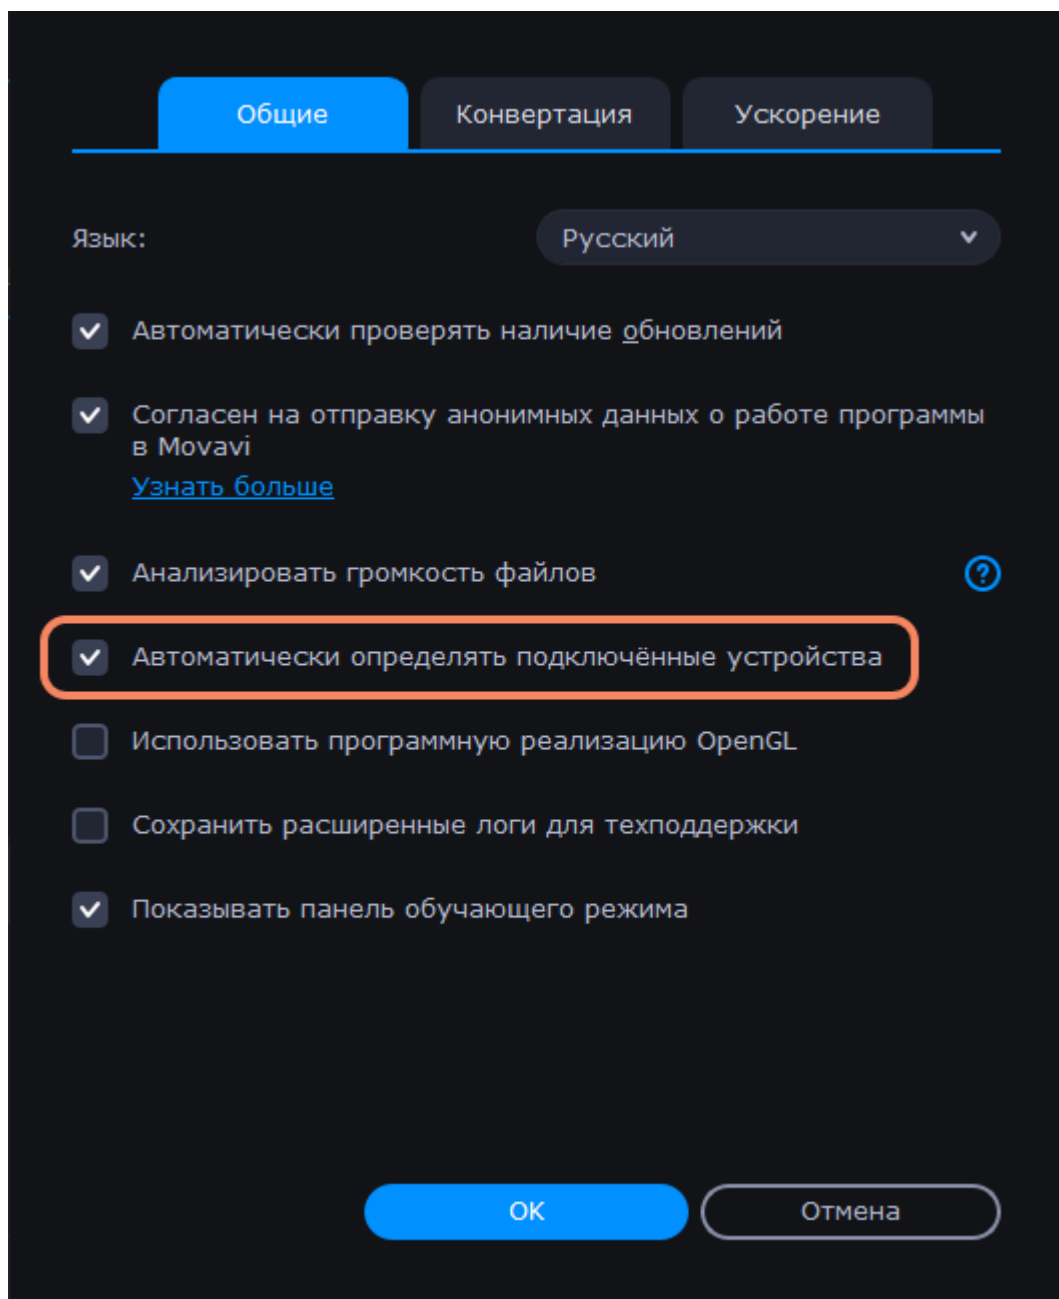 Общие Конвертация Ускорение
Язык: Русский
Автоматически проверять наличие обновлений
Согласен на отправку анонимных данных о работе программы
в Movavi
Узнать больше
Анализировать громкость файлов ?
Автоматически определять подключённые устройства
Использовать программную реализацию OpenGL
Сохранить расширенные логи для техподдержки
Показывать панель обучающего режима
OK Отмена